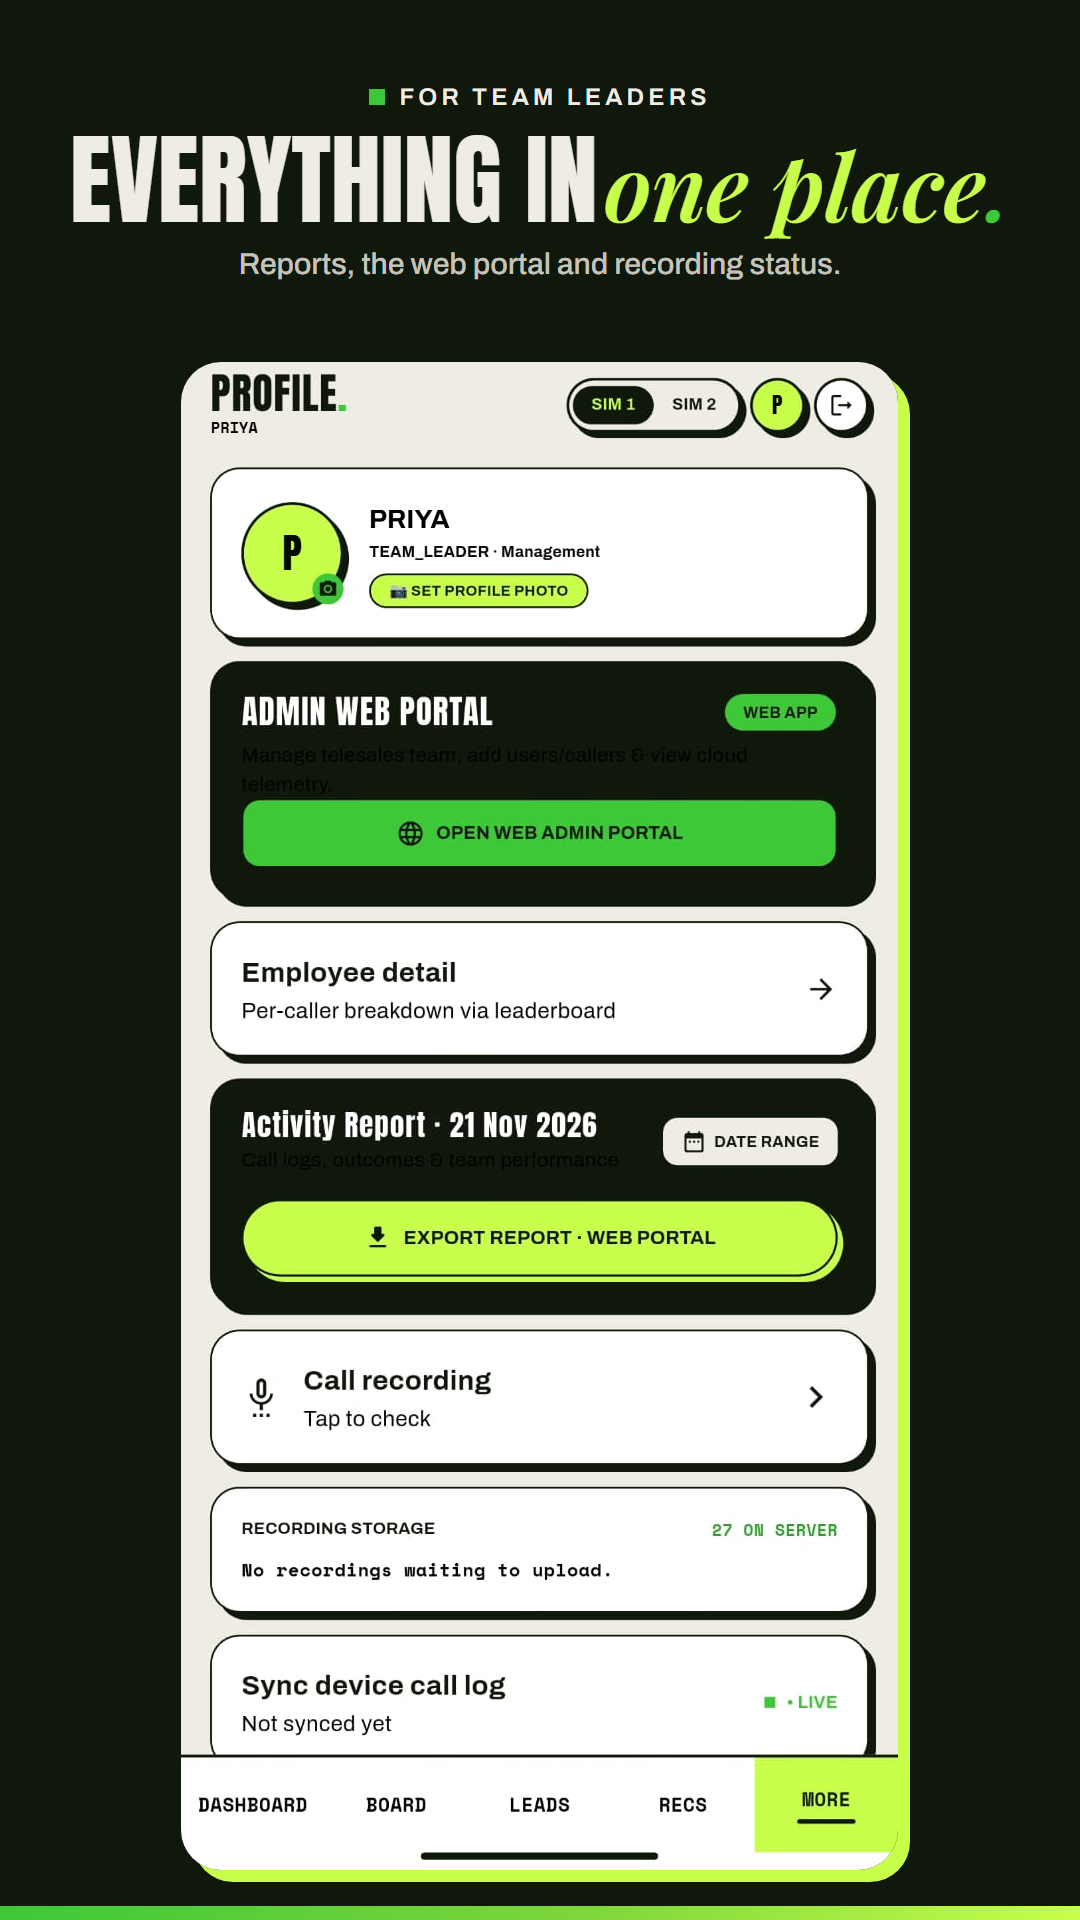 FOR TEAM LEADERS
EVERYTHING IN one place.
Reports, the web portal and recording status.
PROFILE.
PRIYA
SIM 1
SIM 2
P
P
PRIYA
TEAM_LEADER · Management
📷 SET PROFILE PHOTO
ADMIN WEB PORTAL
WEB APP
Manage telesales team, add users/callers & view cloud
telemetry.
OPEN WEB ADMIN PORTAL
Employee detail
Per-caller breakdown via leaderboard
Activity Report · 21 Nov 2026
Call logs, outcomes & team performance
DATE RANGE
EXPORT REPORT · WEB PORTAL
Call recording
Tap to check
RECORDING STORAGE
27 ON SERVER
No recordings waiting to upload.
Sync device call log
Not synced yet
• LIVE
DASHBOARD
BOARD
LEADS
RECS
MORE